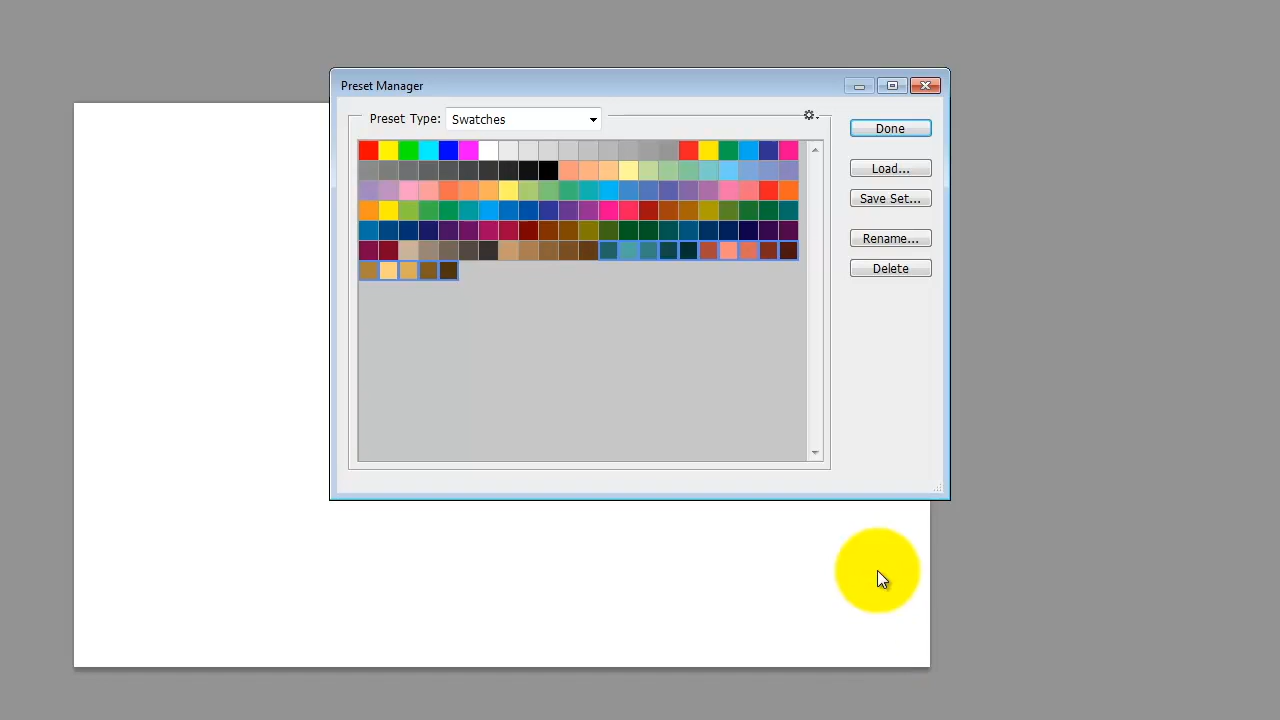 Preset Manager
Preset Type: Swatches
Done
Load...
Save Set...
Rename...
Delete